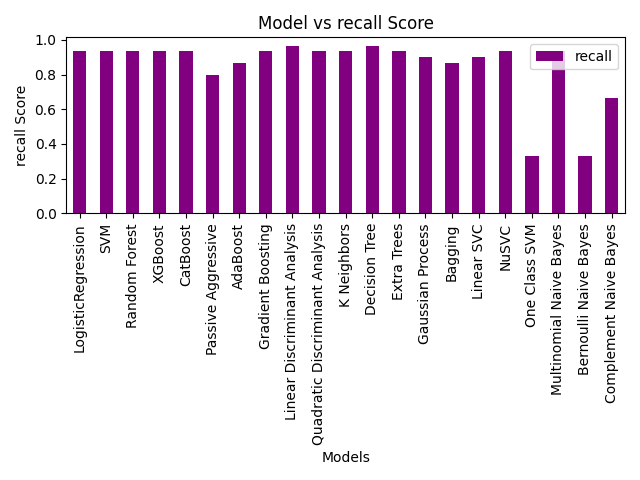 Model vs recall Score
recall
recall Score
1.0
0.8
0.6
0.4
0.2
0.0
LogisticRegression
SVM
Random Forest
XGBoost
CatBoost
Passive Aggressive
AdaBoost
Gradient Boosting
Linear Discriminant Analysis
Quadratic Discriminant Analysis
K Neighbors
Decision Tree
Extra Trees
Gaussian Process
Bagging
Linear SVC
NuSVC
One Class SVM
Multinomial Naive Bayes
Bernoulli Naive Bayes
Complement Naive Bayes
Models